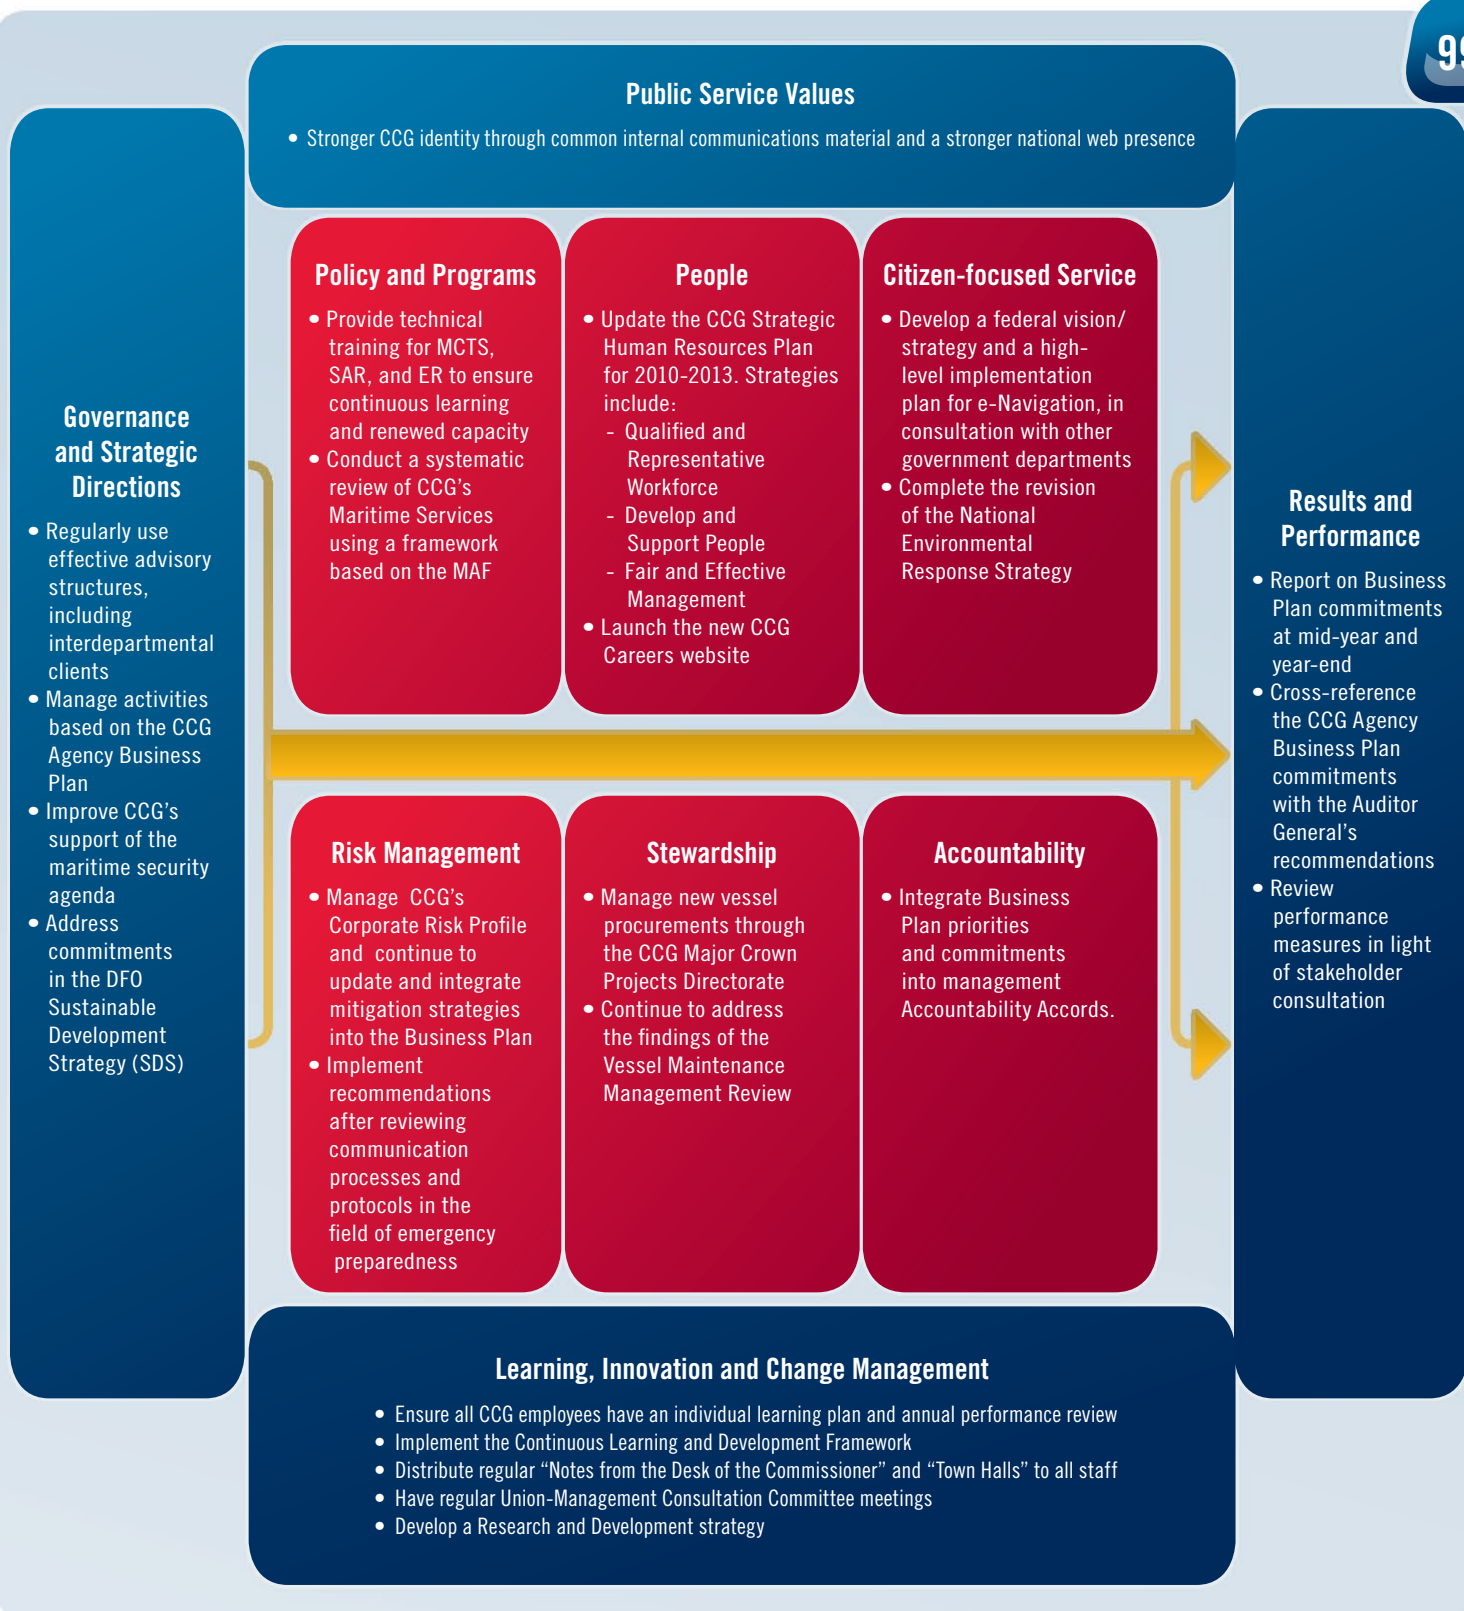 99
Public Service Values
• Stronger CCG identity through common internal communications material and a stronger national web presence
Governance
and Strategic
Directions
• Regularly use
effective advisory
structures,
including
interdepartmental
clients
• Manage activities
based on the CCG
Agency Business
Plan
• Improve CCG's
support of the
maritime security
agenda
• Address
commitments
in the DFO
Sustainable
Development
Strategy (SDS)
Policy and Programs
• Provide technical
training for MCTS,
SAR, and ER to ensure
continuous learning
and renewed capacity
• Conduct a systematic
review of CCG's
Maritime Services
using a framework
based on the MAF
People
• Update the CCG Strategic
Human Resources Plan
for 2010-2013. Strategies
include:
- Qualified and
Representative
Workforce
- Develop and
Support People
- Fair and Effective
Management
• Launch the new CCG
Careers website
Citizen-focused Service
• Develop a federal vision/
strategy and a high-
level implementation
plan for e-Navigation, in
consultation with other
government departments
• Complete the revision
of the National
Environmental
Response Strategy
Risk Management
• Manage CCG's
Corporate Risk Profile
and continue to
update and integrate
mitigation strategies
into the Business Plan
• Implement
recommendations
after reviewing
communication
processes and
protocols in the
field of emergency
preparedness
Stewardship
• Manage new vessel
procurements through
the CCG Major Crown
Projects Directorate
• Continue to address
the findings of the
Vessel Maintenance
Management Review
Accountability
• Integrate Business
Plan priorities
and commitments
into management
Accountability Accords.
Results and
Performance
• Report on Business
Plan commitments
at mid-year and
year-end
• Cross-reference
the CCG Agency
Business Plan
commitments
with the Auditor
General's
recommendations
• Review
performance
measures in light
of stakeholder
consultation
Learning, Innovation and Change Management
• Ensure all CCG employees have an individual learning plan and annual performance review
• Implement the Continuous Learning and Development Framework
• Distribute regular “Notes from the Desk of the Commissioner” and “Town Halls” to all staff
• Have regular Union-Management Consultation Committee meetings
• Develop a Research and Development strategy